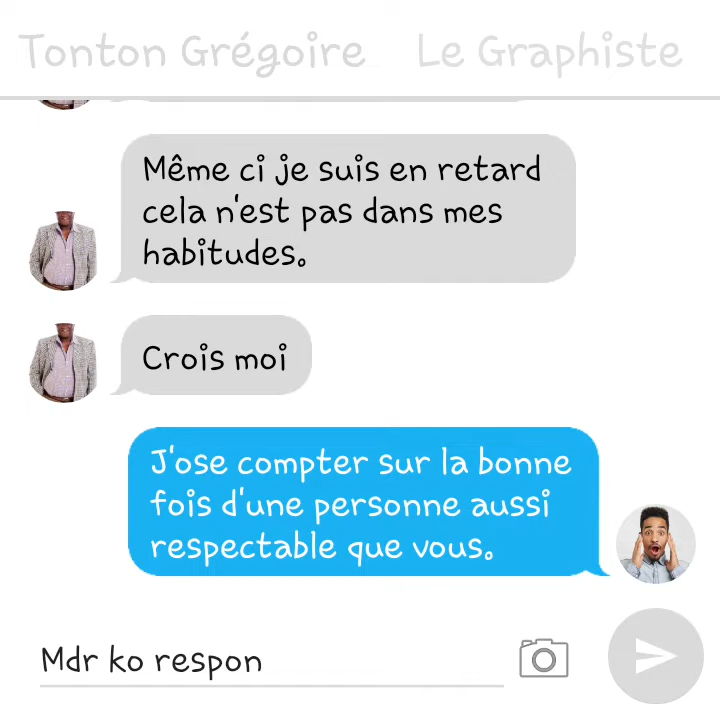 Tonton Grégoire Le Graphiste
Même ci je suis en retard
cela n'est pas dans mes
habitudes.
Crois moi
J'ose compter sur la bonne
fois d'une personne aussi
respectable que vous.
Mdr ko respon